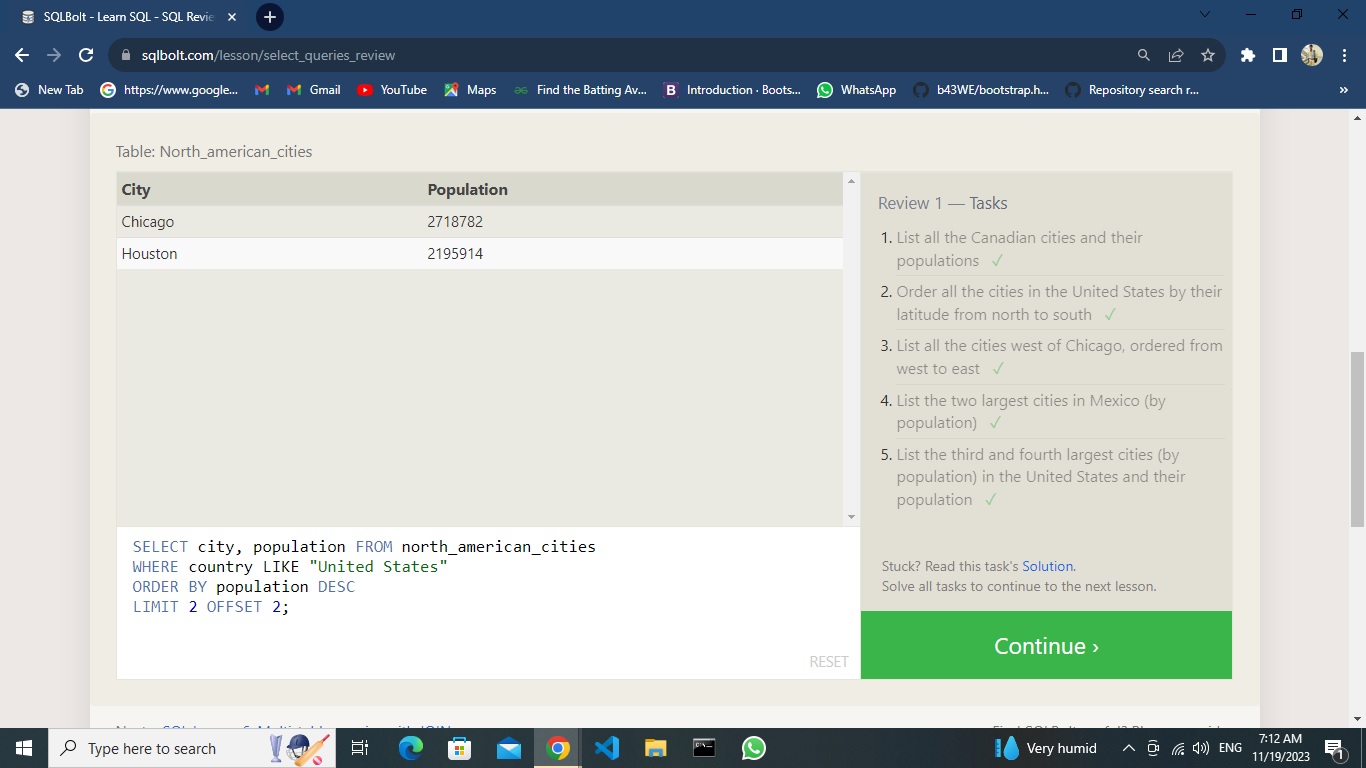 SQLBolt - Learn SQL - SQL Revie
sqlbolt.com/lesson/select_queries_review
New Tab https://www.google... Gmail YouTube Maps Find the Batting Av... Introduction · Boots... WhatsApp b43WE/bootstrap.h... Repository search r... »
Table: North_american_cities
City Population
Chicago 2718782
Houston 2195914
Review 1 — Tasks
1. List all the Canadian cities and their
populations ✓
2. Order all the cities in the United States by their
latitude from north to south ✓
3. List all the cities west of Chicago, ordered from
west to east ✓
4. List the two largest cities in Mexico (by
population) ✓
5. List the third and fourth largest cities (by
population) in the United States and their
population ✓
SELECT city, population FROM north_american_cities
WHERE country LIKE "United States"
ORDER BY population DESC
LIMIT 2 OFFSET 2;
RESET
Stuck? Read this task's Solution.
Solve all tasks to continue to the next lesson.
Continue ›
Type here to search
Very humid
ENG
7:12 AM
11/19/2023
1